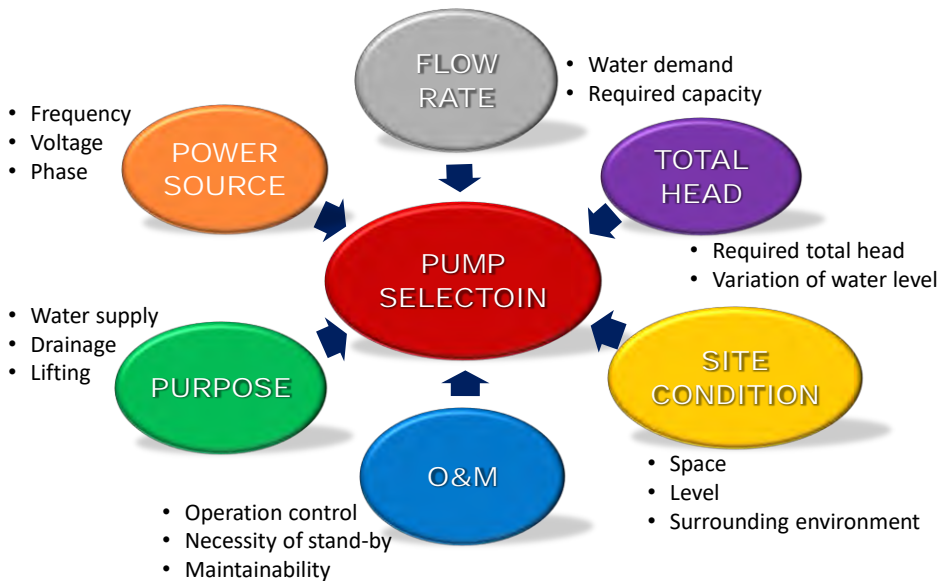 FLOW
RATE
• Water demand
• Required capacity
• Frequency
• Voltage
• Phase
POWER
SOURCE
TOTAL
HEAD
• Required total head
• Variation of water level
PUMP
SELECTOIN
• Water supply
• Drainage
• Lifting
PURPOSE
SITE
CONDITION
• Space
• Level
• Surrounding environment
O&M
• Operation control
• Necessity of stand-by
• Maintainability